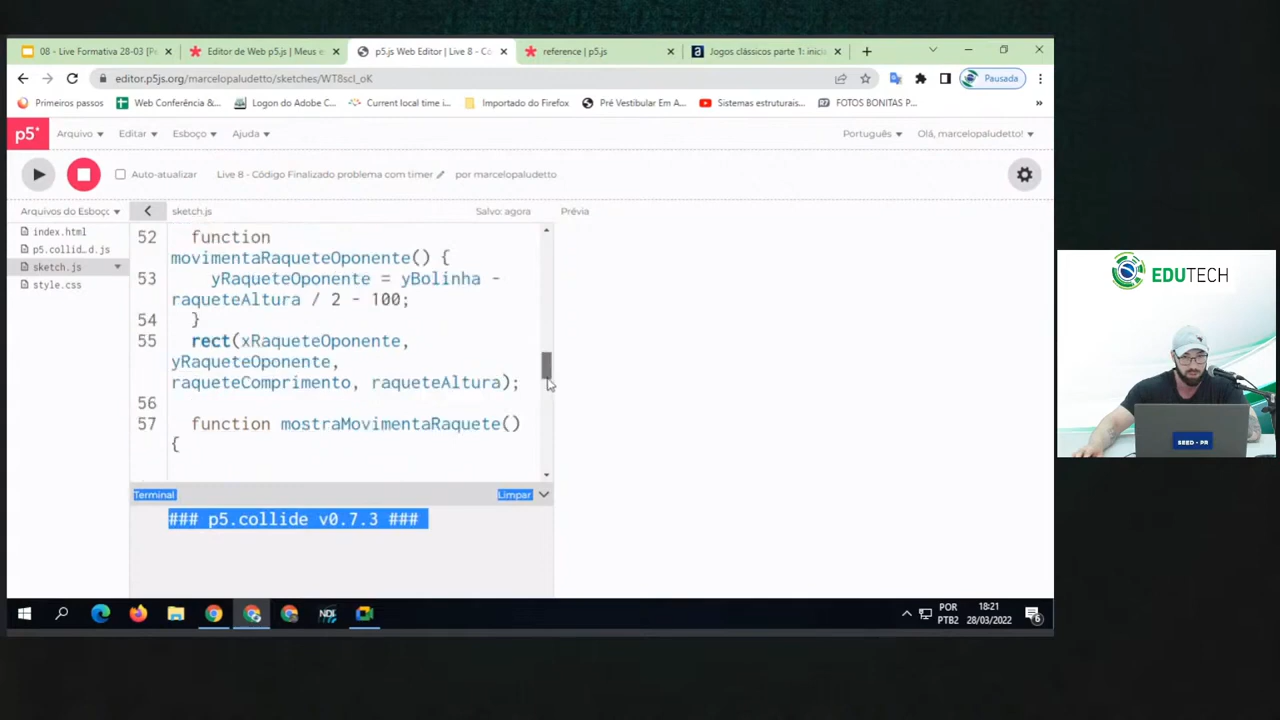 08 - Live Formativa 28-03 [P
Editor de Web p5.js | Meus e
p5.js Web Editor | Live 8 - Có
reference | p5.js
Jogos clássicos parte 1: inici
editor.p5js.org/marcelopaludetto/sketches/WT8scl_oK
Pausada
Primeiros passos
Web Conferência &...
Logon do Adobe C...
Current local time i...
Importado do Firefox
Pré Vestibular Em A...
Sistemas estruturais...
FOTOS BONITAS P...
»
p5*
Arquivo
Editar
Esboço
Ajuda
Português
Olá, marcelopaludetto!
Auto-atualizar
Live 8 - Código Finalizado problema com timer
por marcelopaludetto
Arquivos do Esboço
sketch.js
Salvo: agora
Prévia
index.html
p5.collid...d.js
sketch.js
style.css
52 function
movimentaRaqueteOponente() {
53 yRaqueteOponente = yBolinha -
raqueteAltura / 2 - 100;
54 }
55 rect(xRaqueteOponente,
yRaqueteOponente,
raqueteComprimento, raqueteAltura);
56
57 function mostraMovimentaRaquete()
{
Terminal
Limpar
### p5.collide v0.7.3 ###
NDI
POR
PTB2
18:21
28/03/2022
6
EDUTECH
SEED - PR